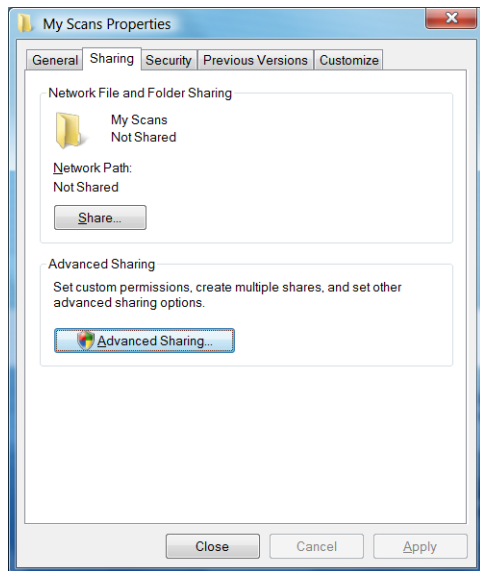 My Scans Properties
General Sharing Security Previous Versions Customize
Network File and Folder Sharing
My Scans
Not Shared
Network Path:
Not Shared
Share...
Advanced Sharing
Set custom permissions, create multiple shares, and set other
advanced sharing options.
Advanced Sharing...
Close Cancel Apply